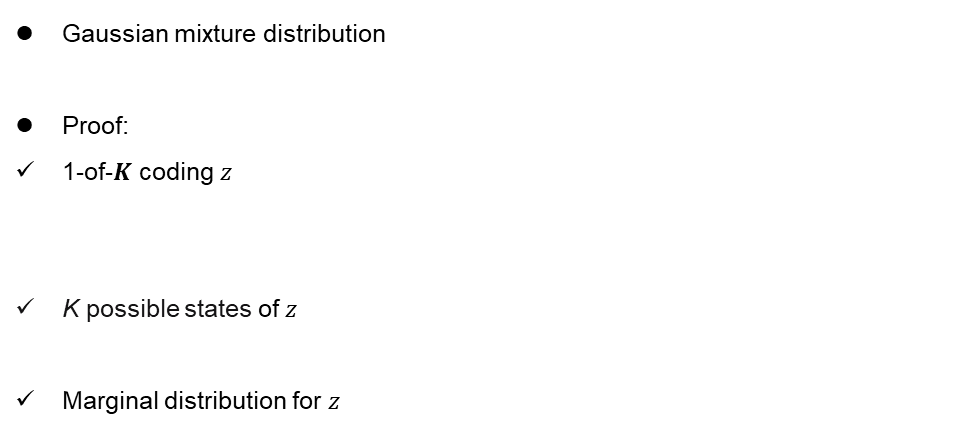 ● Gaussian mixture distribution
● Proof:
✓ 1-of-K coding z
✓ K possible states of z
✓ Marginal distribution for z